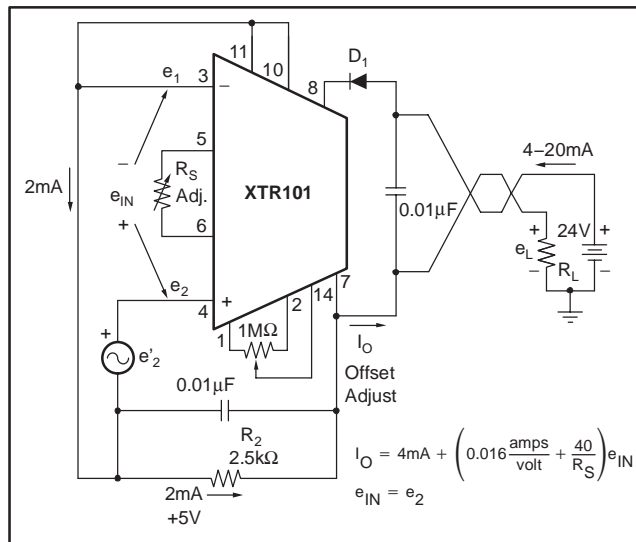 11
10
D1
e1
3
−
8
4–20mA
−
5
RS
Adj.
XTR101
2mA
eIN
0.01μF
+
6
+
24V
+
eL
RL
−
−
e2
7
14
2
+
4
1
1MΩ
IO
+
e'2
Offset
Adjust
0.01μF
R2
2.5kΩ
2mA
+5V
IO = 4mA + (0.016 amps/volt + 40/RS) eIN
eIN = e2